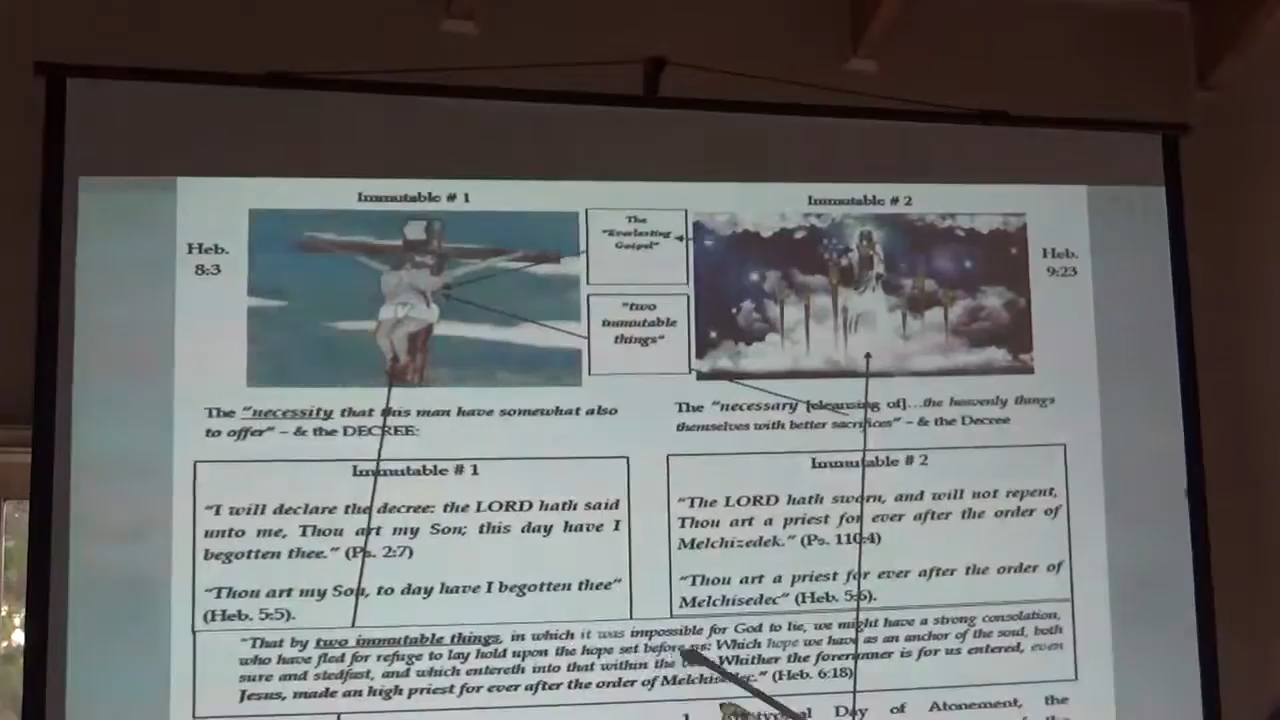 Immutable # 1
Immutable # 2
Heb.
8:3
The
"Everlasting
Gospel"
Heb.
9:23
"two
immutable
things"
The "necessity that this man have somewhat also
to offer" – & the DECREE:
The "necessary [cleansing of]...the heavenly things
themselves with better sacrifices" – & the Decree
Immutable # 1
"I will declare the decree: the LORD hath said
unto me, Thou art my Son; this day have I
begotten thee." (Ps. 2:7)
"Thou art my Son, to day have I begotten thee"
(Heb. 5:5).
Immutable # 2
"The LORD hath sworn, and will not repent,
Thou art a priest for ever after the order of
Melchizedek." (Ps. 110:4)
"Thou art a priest for ever after the order of
Melchisedec" (Heb. 5:6).
"That by two immutable things, in which it was impossible for God to lie, we might have a strong consolation,
who have fled for refuge to lay hold upon the hope set before us: Which hope we have as an anchor of the soul, both
sure and stedfast, and which entereth into that within the Whither the forerunner is for us entered, even
Jesus, made an high priest for ever after the order of Melchisedec." (Heb. 6:18)
Day of Atonement, the